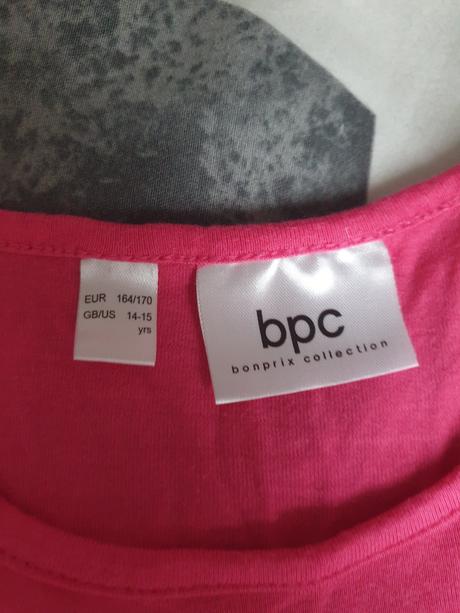 EUR 164/170
GB/US 14-15
yrs
bpc
bonprix collection